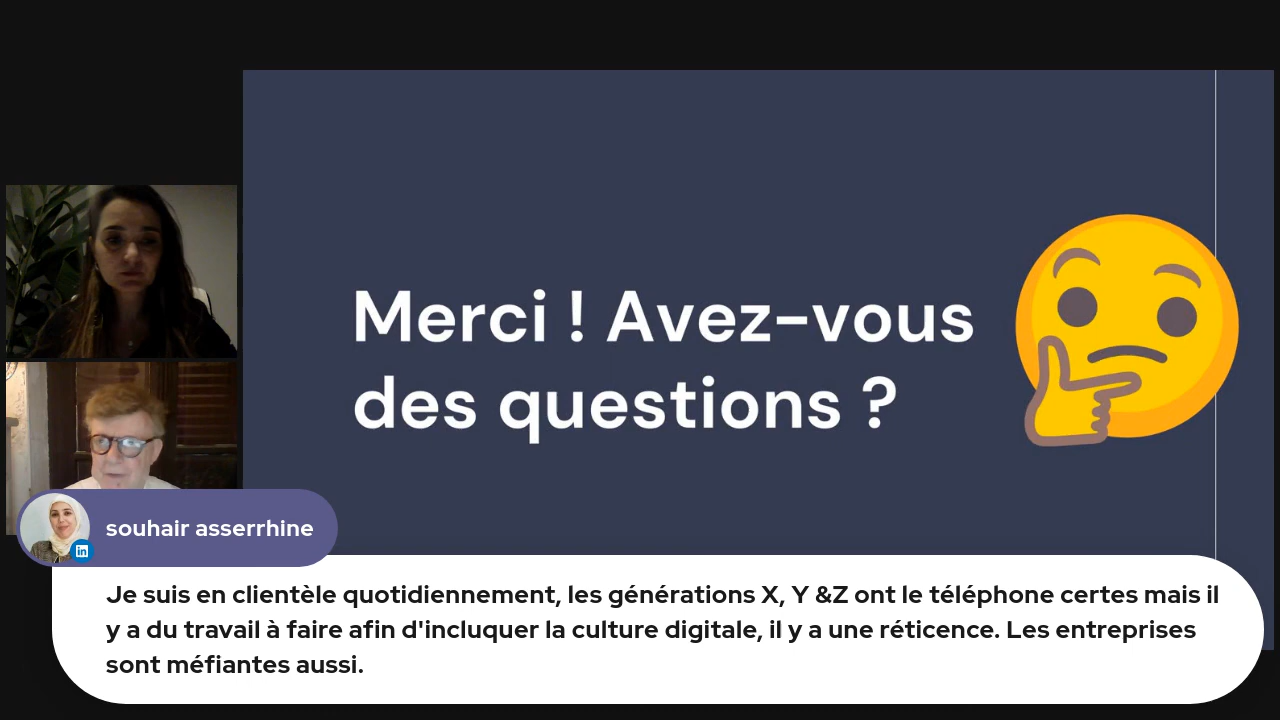 Merci ! Avez-vous
des questions ?
souhair asserrhine
in
Je suis en clientèle quotidiennement, les générations X, Y &Z ont le téléphone certes mais il
y a du travail à faire afin d'incluquer la culture digitale, il y a une réticence. Les entreprises
sont méfiantes aussi.